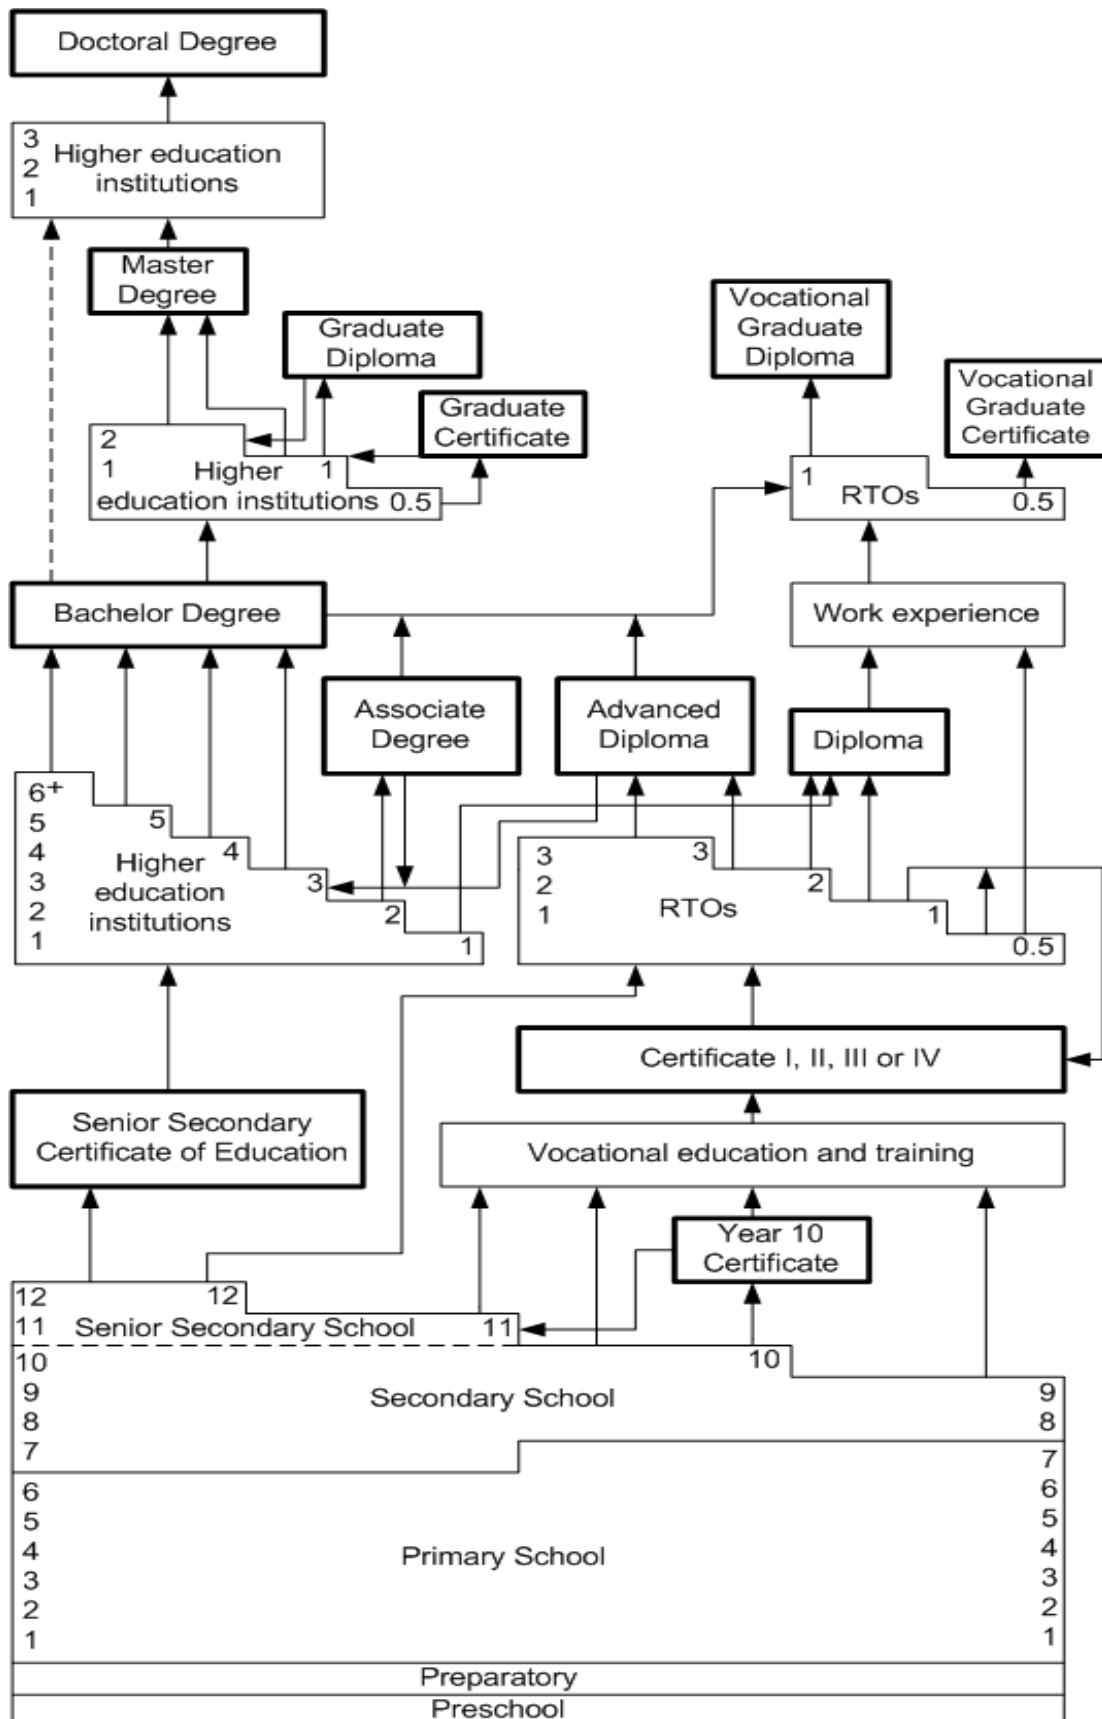 Doctoral Degree
3
2
1
Higher education
institutions
Master
Degree
Graduate
Diploma
Graduate
Certificate
Vocational
Graduate
Diploma
Vocational
Graduate
Certificate
2
1
Higher
education institutions
1
0.5
1
RTOs
0.5
Bachelor Degree
Work experience
Associate
Degree
Advanced
Diploma
Diploma
6+
5
4
3
2
1
Higher
education
institutions
5
4
3
2
1
3
2
1
RTOs
3
2
1
0.5
Certificate I, II, III or IV
Senior Secondary
Certificate of Education
Vocational education and training
Year 10
Certificate
12
11
12
Senior Secondary School
11
10
9
8
7
10
Secondary School
9
8
7
6
5
4
3
2
1
Primary School
6
5
4
3
2
1
Preparatory
Preschool